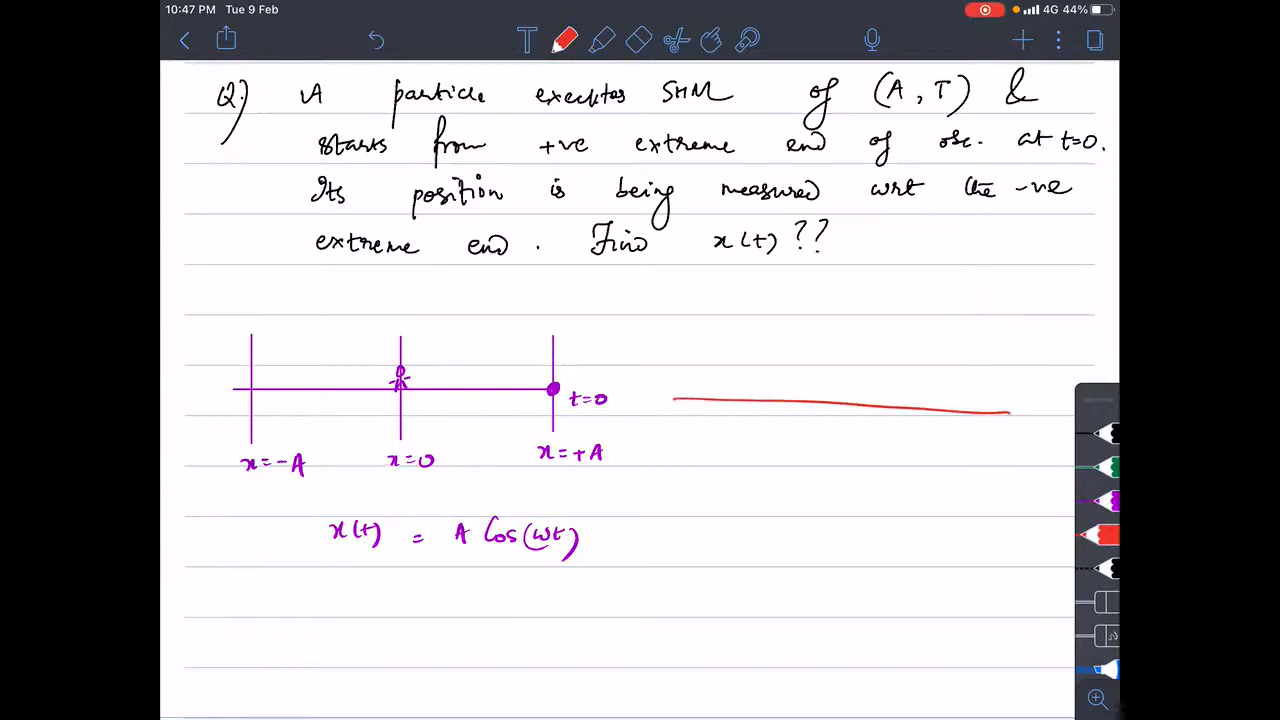 10:47 PM Tue 9 Feb 4G 44%
Q) A particle executes SHM of (A, T) &
starts from +ve extreme end of osc. at t=0.
Its position is being measured wrt the -ve
extreme end. Find x(t) ??
t=0
x=-A x=0 x=+A
x(t) = A Cos(ωt)